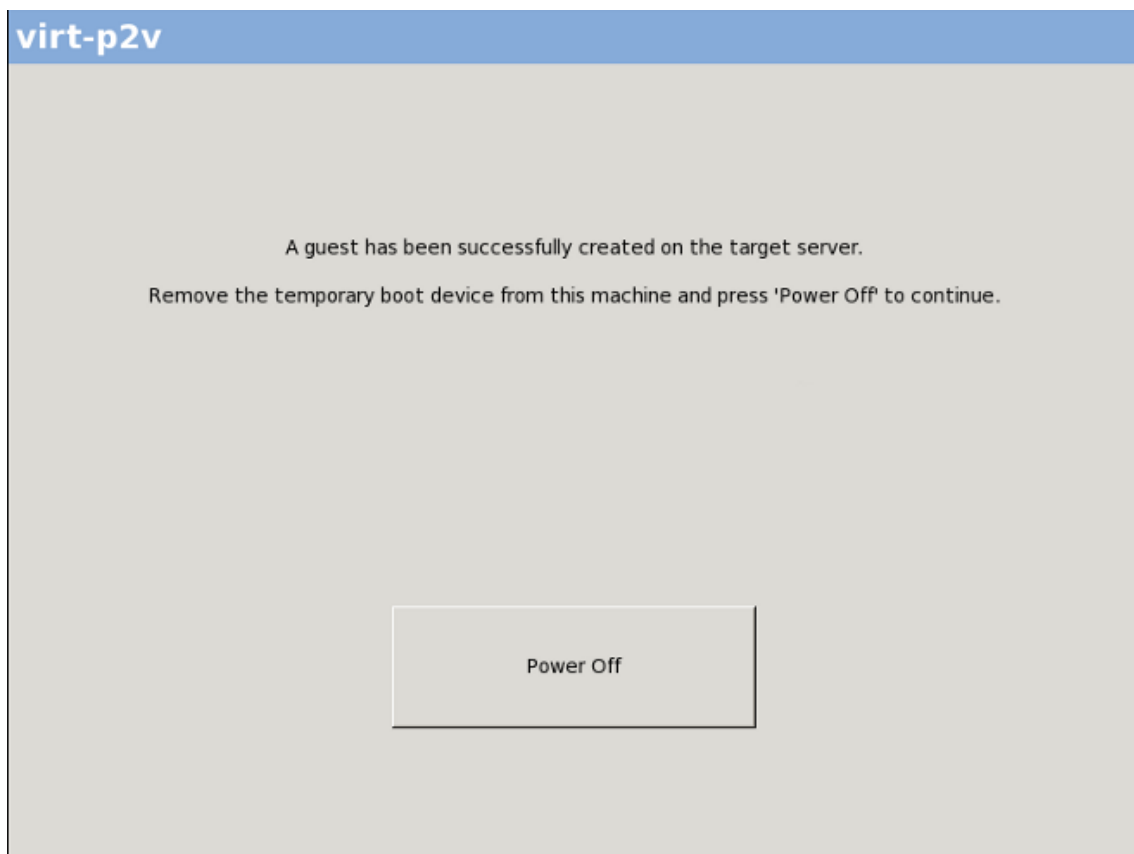 virt-p2v
A guest has been successfully created on the target server.
Remove the temporary boot device from this machine and press 'Power Off' to continue.
Power Off